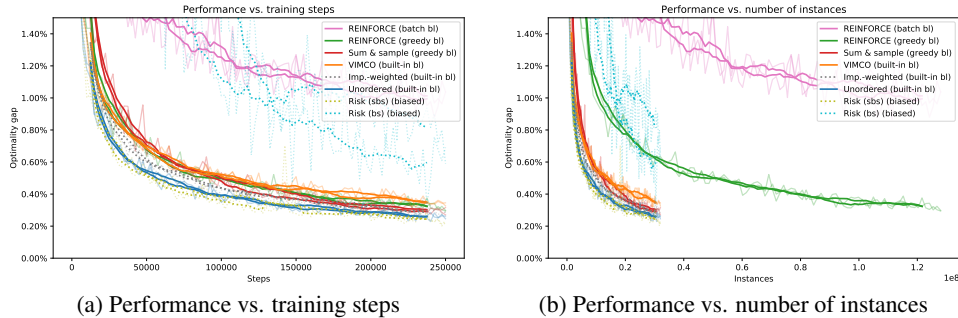 Performance vs. training steps
1.40%
1.20%
1.00%
0.80%
0.60%
0.40%
0.20%
0.00%
Optimality gap
REINFORCE (batch bl)
REINFORCE (greedy bl)
Sum & sample (greedy bl)
VIMCO (built-in bl)
Imp.-weighted (built-in bl)
Unordered (built-in bl)
Risk (sbs) (biased)
Risk (bs) (biased)
0
50000
100000
150000
200000
250000
Steps
(a) Performance vs. training steps
Performance vs. number of instances
1.40%
1.20%
1.00%
0.80%
0.60%
0.40%
0.20%
0.00%
Optimality gap
REINFORCE (batch bl)
REINFORCE (greedy bl)
Sum & sample (greedy bl)
VIMCO (built-in bl)
Imp.-weighted (built-in bl)
Unordered (built-in bl)
Risk (sbs) (biased)
Risk (bs) (biased)
0.0
0.2
0.4
0.6
0.8
1.0
1.2
1e8
Instances
(b) Performance vs. number of instances